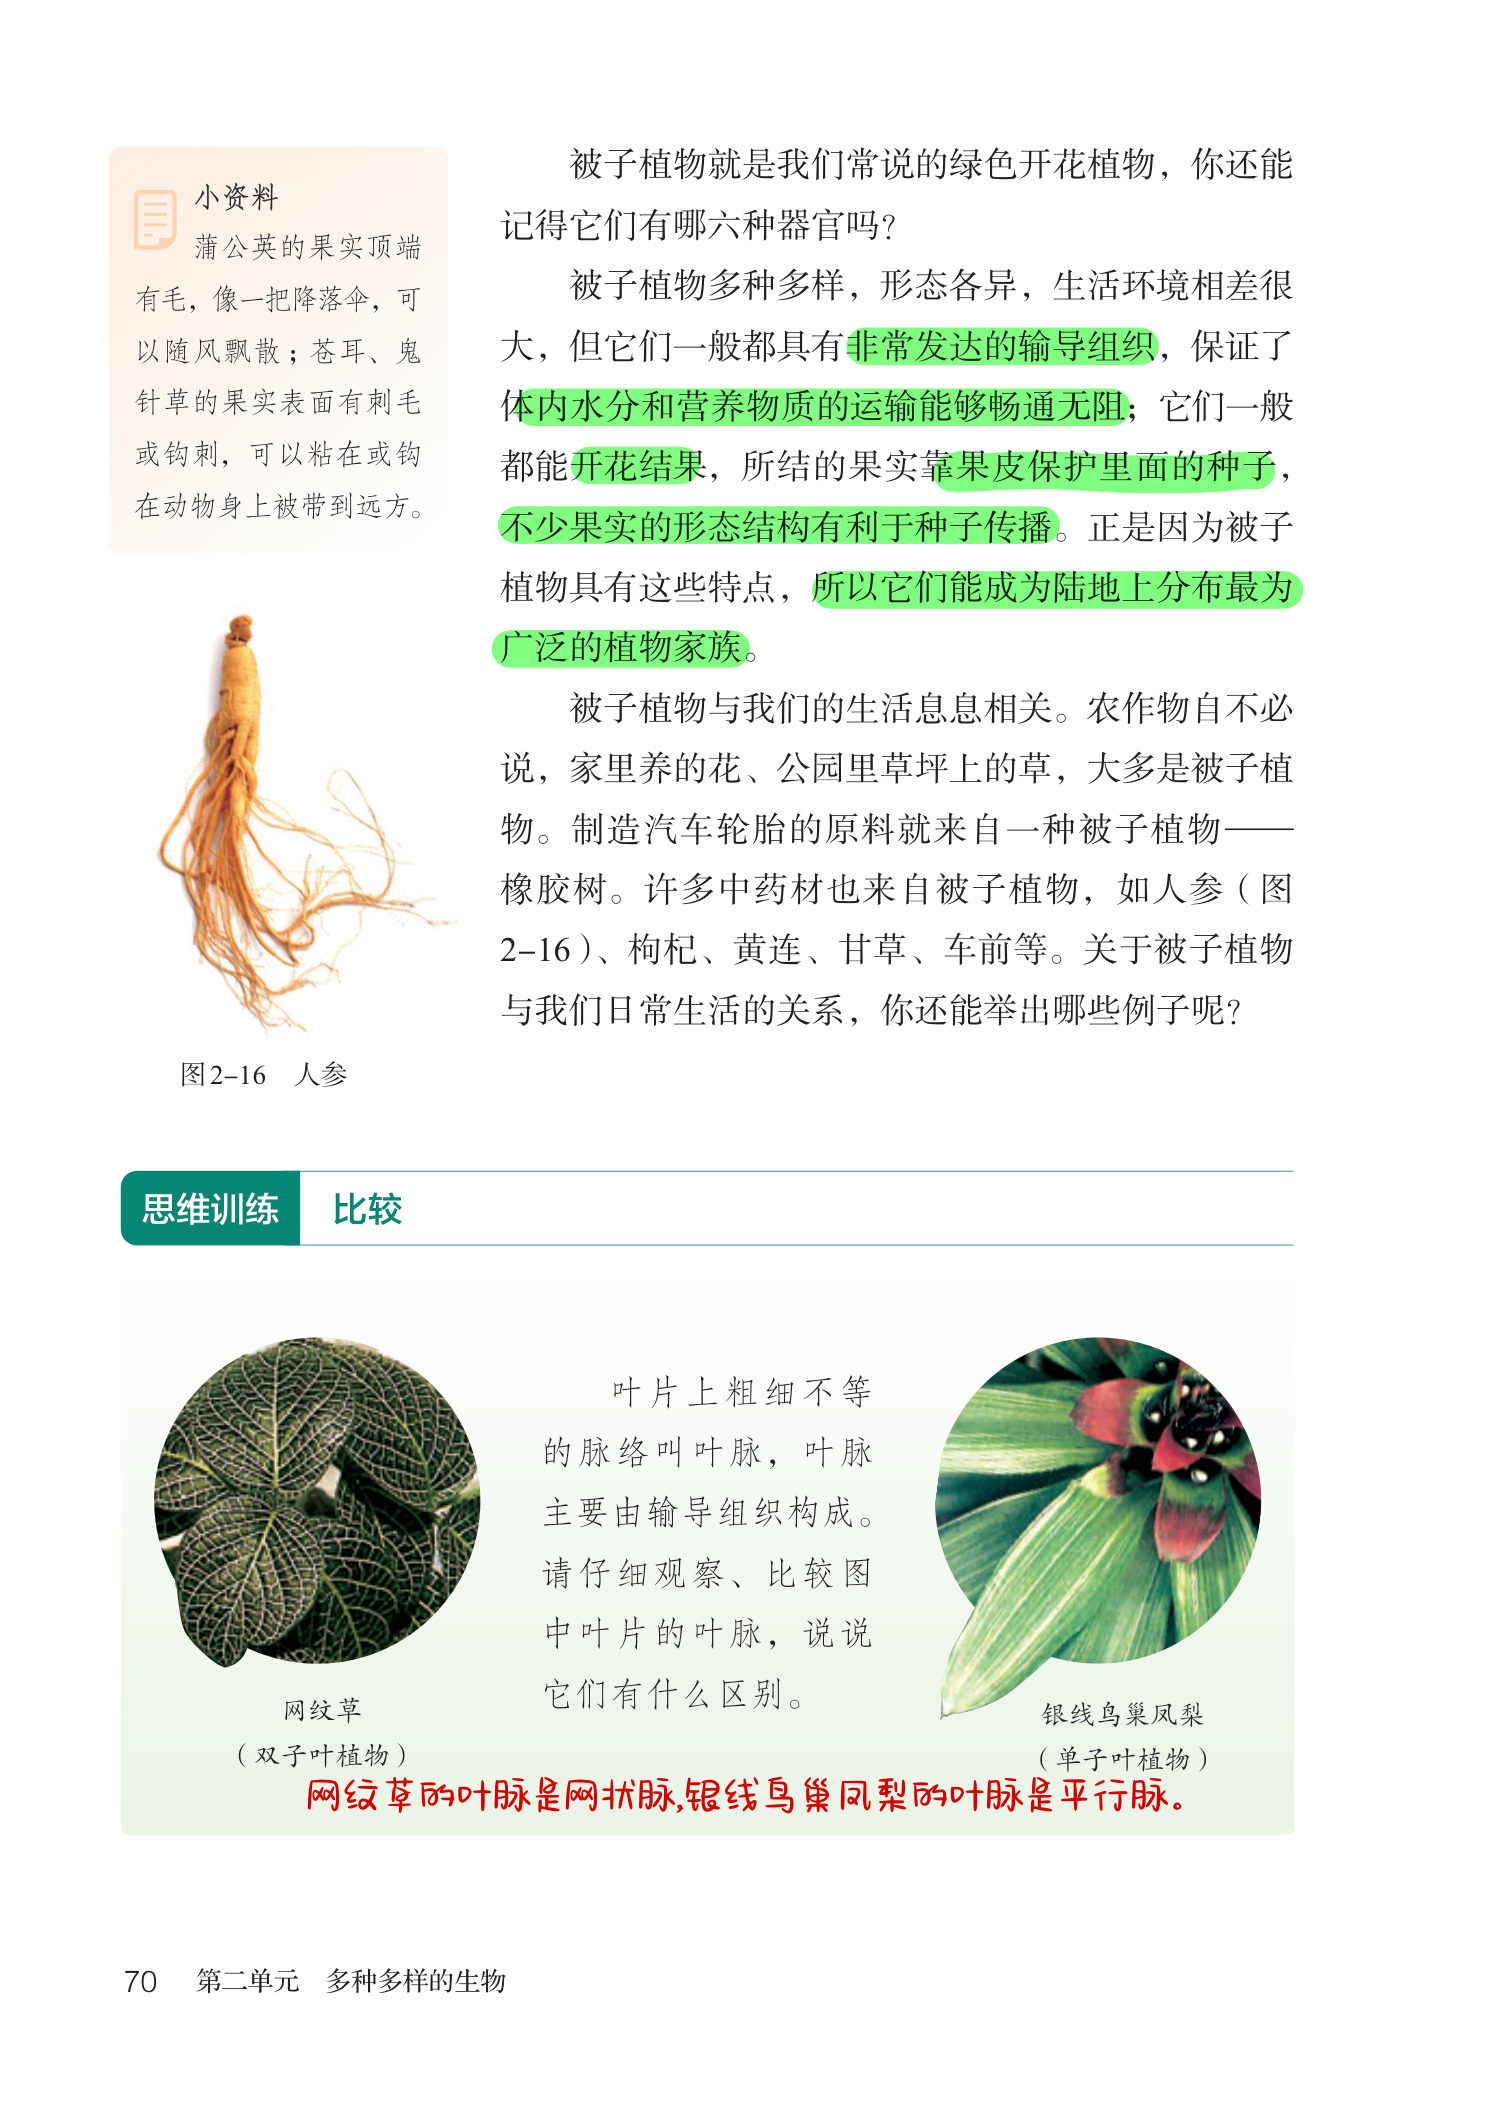 小资料
蒲公英的果实顶端
有毛，像一把降落伞，可
以随风飘散；苍耳、鬼
针草的果实表面有刺毛
或钩刺，可以粘在或钩
在动物身上被带到远方。
图2-16 人参
被子植物就是我们常说的绿色开花植物，你还能
记得它们有哪六种器官吗？
被子植物多种多样，形态各异，生活环境相差很
大，但它们一般都具有非常发达的输导组织，保证了
体内水分和营养物质的运输能够畅通无阻；它们一般
都能开花结果，所结的果实靠果皮保护里面的种子，
不少果实的形态结构有利于种子传播。正是因为被子
植物具有这些特点，所以它们能成为陆地上分布最为
广泛的植物家族。
被子植物与我们的生活息息相关。农作物自不必
说，家里养的花、公园里草坪上的草，大多是被子植
物。制造汽车轮胎的原料就来自一种被子植物——
橡胶树。许多中药材也来自被子植物，如人参（图
2-16）、枸杞、黄连、甘草、车前等。关于被子植物
与我们日常生活的关系，你还能举出哪些例子呢？
思维训练 比较
叶片上粗细不等
的脉络叫叶脉，叶脉
主要由输导组织构成。
请仔细观察、比较图
中叶片的叶脉，说说
它们有什么区别。
网纹草
（双子叶植物）
银线鸟巢凤梨
（单子叶植物）
网纹草的叶脉是网状脉,银线鸟巢凤梨的叶脉是平行脉。
70 第二单元 多种多样的生物